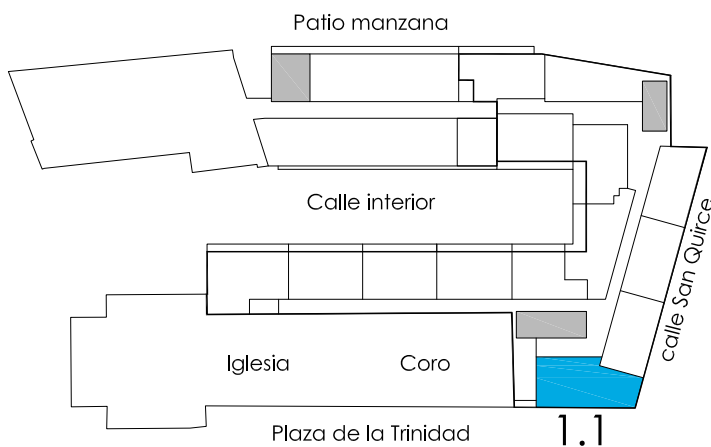 Patio manzana
Calle interior
calle San Quirce
Iglesia
Coro
Plaza de la Trinidad
1.1